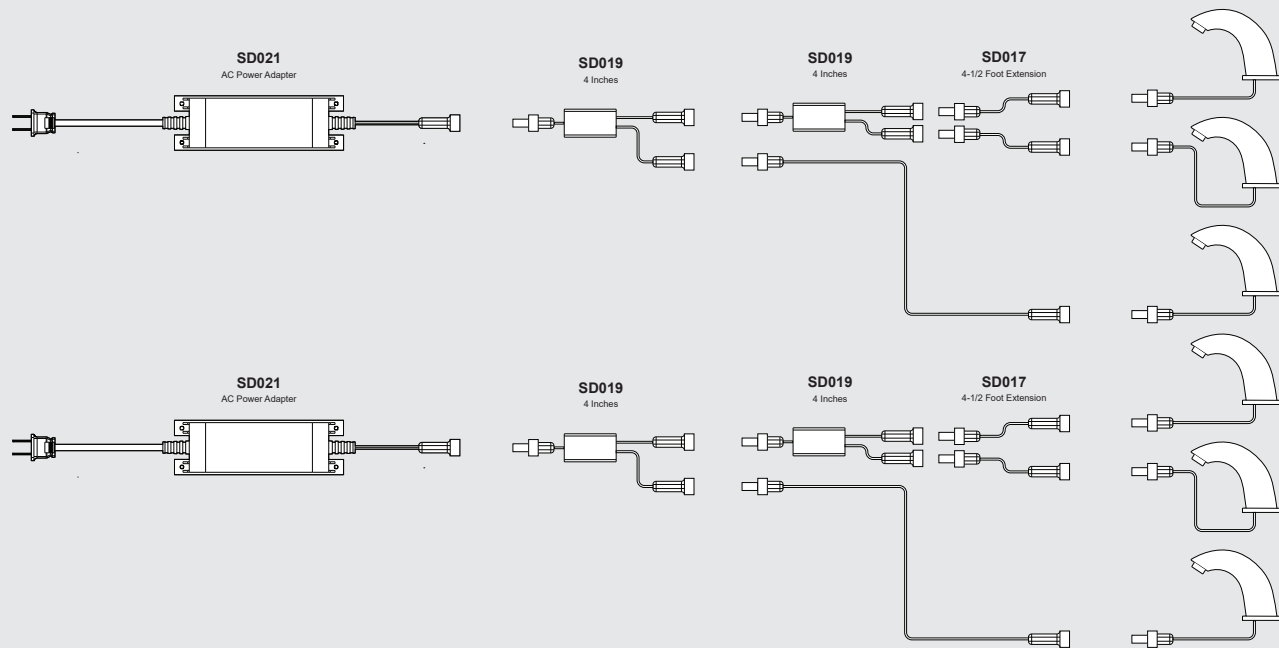 SD021
AC Power Adapter
SD019
4 Inches
SD019
4 Inches
SD017
4-1/2 Foot Extension
SD021
AC Power Adapter
SD019
4 Inches
SD019
4 Inches
SD017
4-1/2 Foot Extension